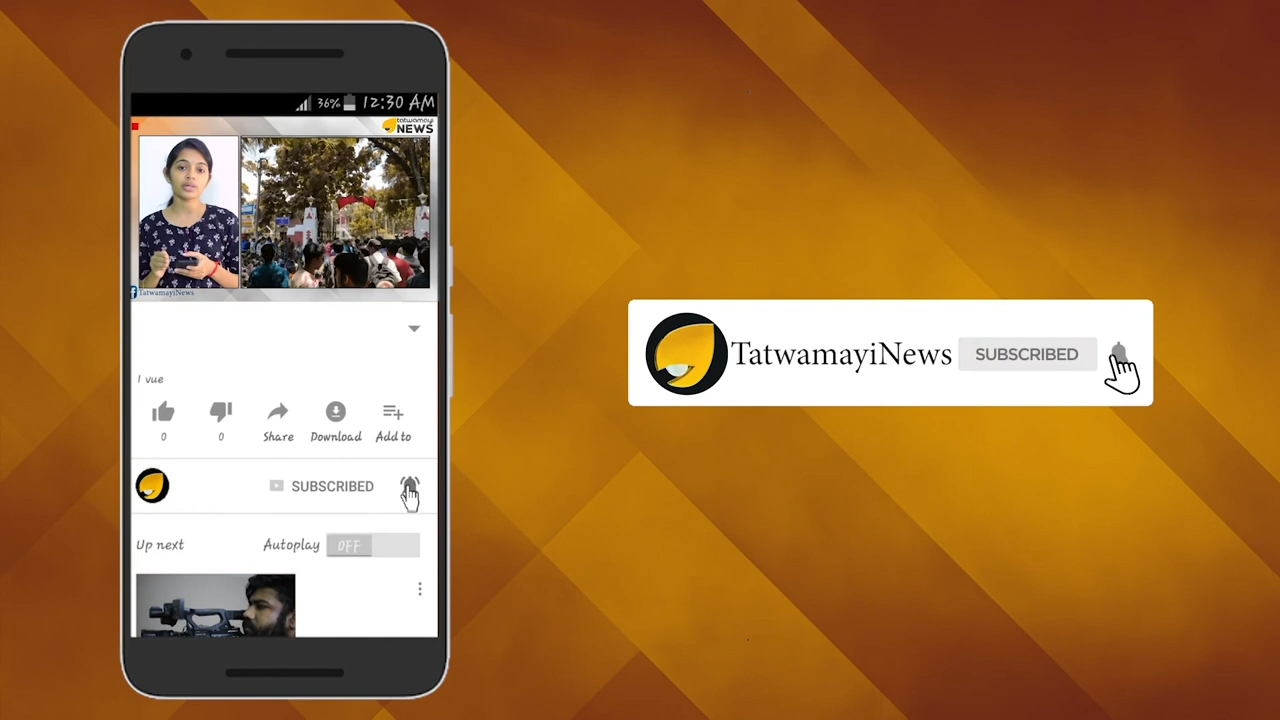 36% 12:30 AM
tatwamayi
NEWS
TatwamayiNews
1 vue
0 0 Share Download Add to
SUBSCRIBED
Up next Autoplay OFF
TatwamayiNews SUBSCRIBED